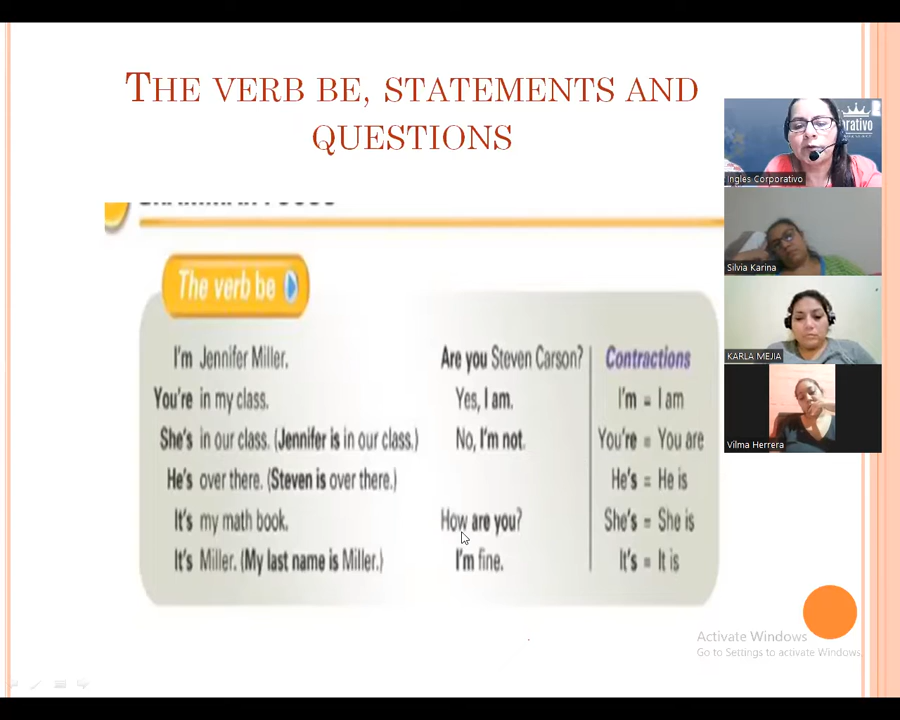 THE VERB BE, STATEMENTS AND
QUESTIONS
The verb be
I'm Jennifer Miller.
You're in my class.
She's in our class. (Jennifer is in our class.)
He's over there. (Steven is over there.)
It's my math book.
It's Miller. (My last name is Miller.)
Are you Steven Carson?
Yes, I am.
No, I'm not.
How are you?
I'm fine.
Contractions
I'm = I am
You're = You are
He's = He is
She's = She is
It's = It is
orativo
Ingles Corporativo
Silvia Karina
KARLA MEJIA
Vilma Herrera
Activate Windows
Go to Settings to activate Windows.